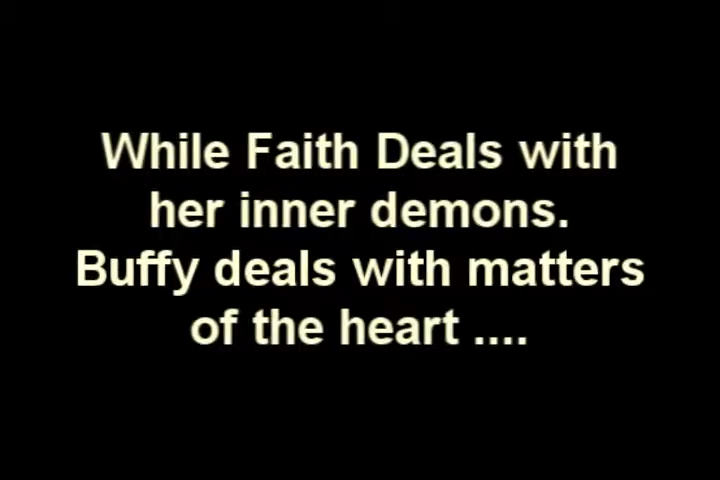 While Faith Deals with
her inner demons.
Buffy deals with matters
of the heart ....